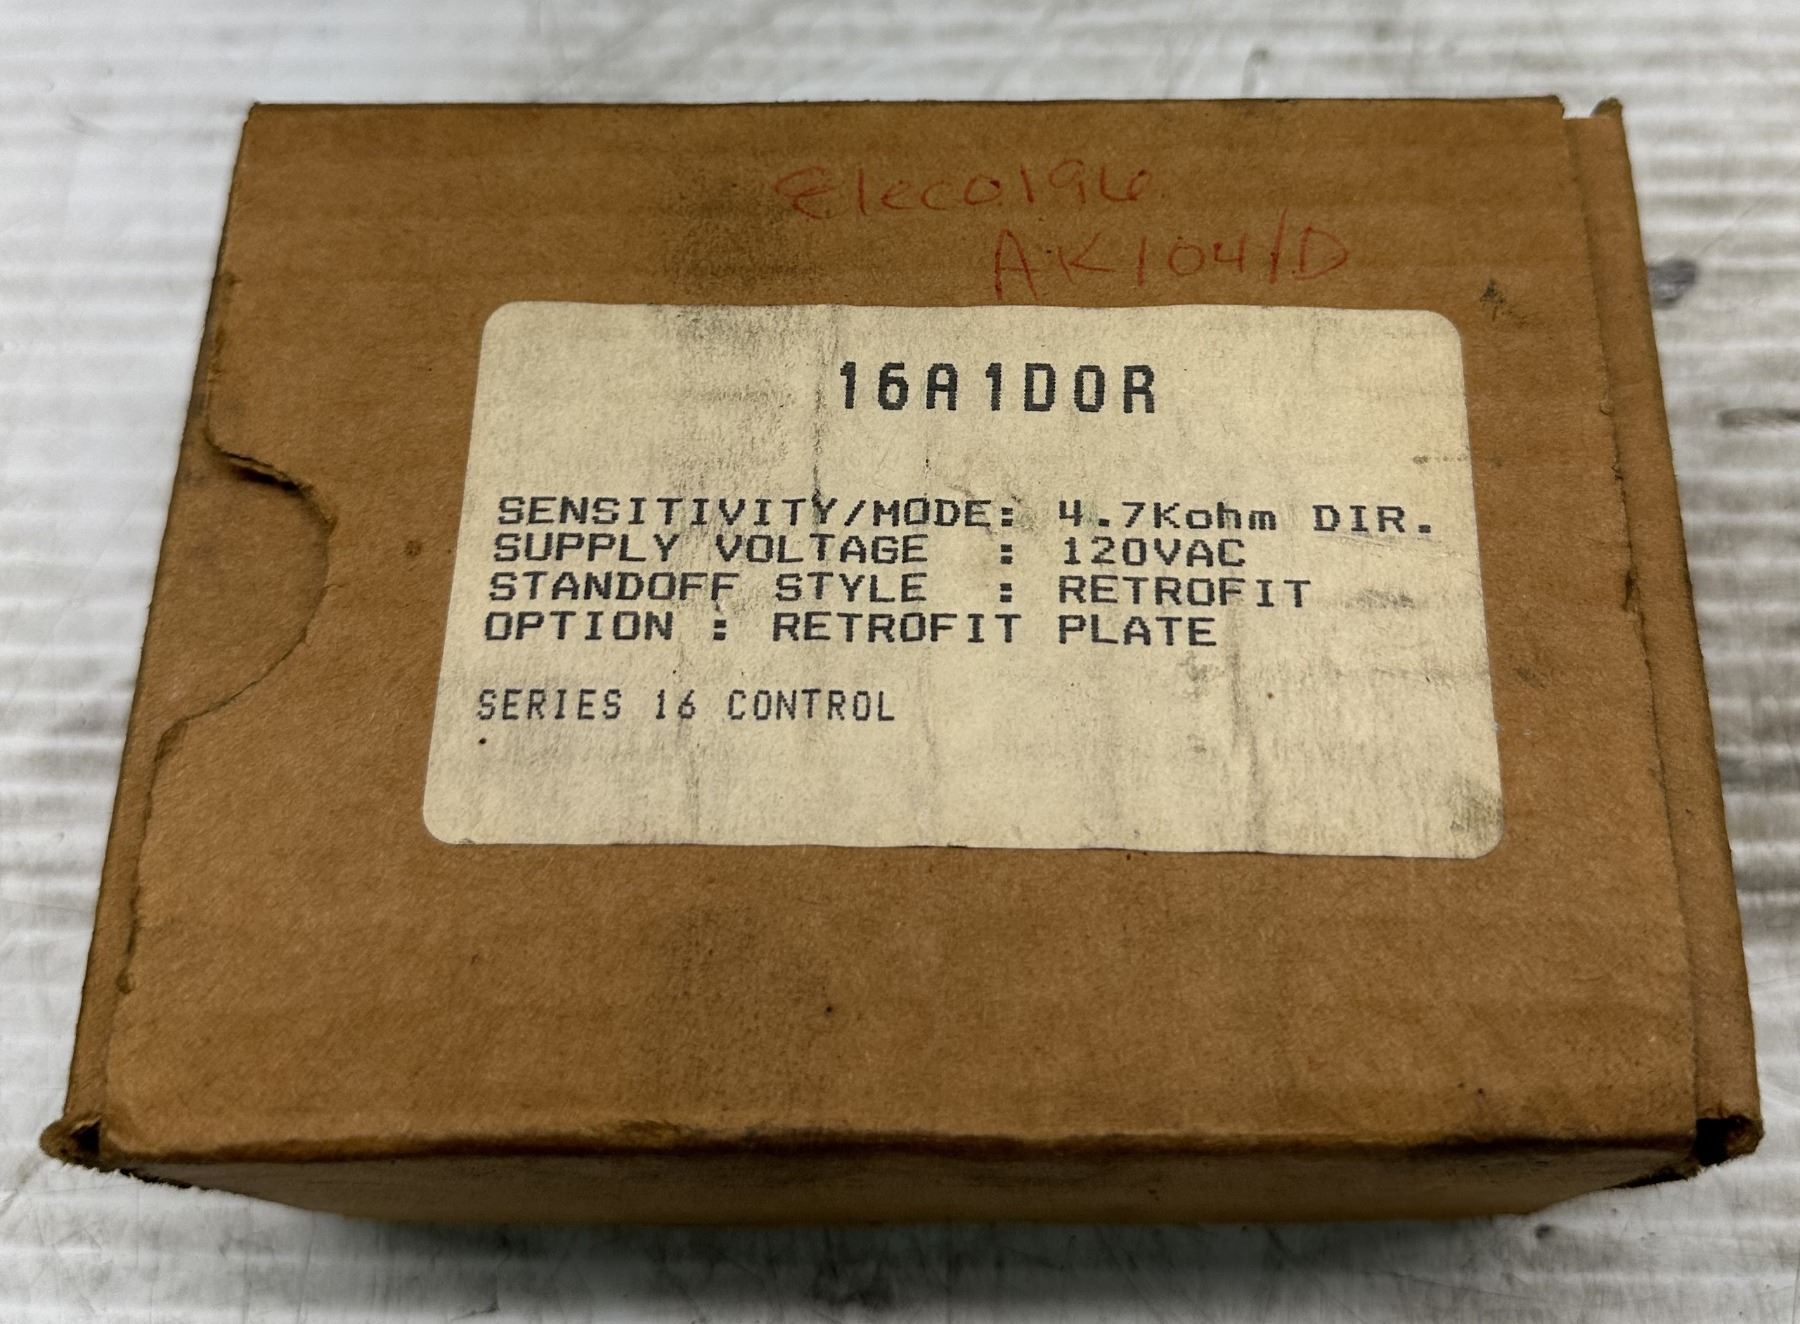 Elec0196
AK104/D
16A1D0R
SENSITIVITY/MODE: 4.7Kohm DIR.
SUPPLY VOLTAGE : 120VAC
STANDOFF STYLE : RETROFIT
OPTION : RETROFIT PLATE
SERIES 16 CONTROL